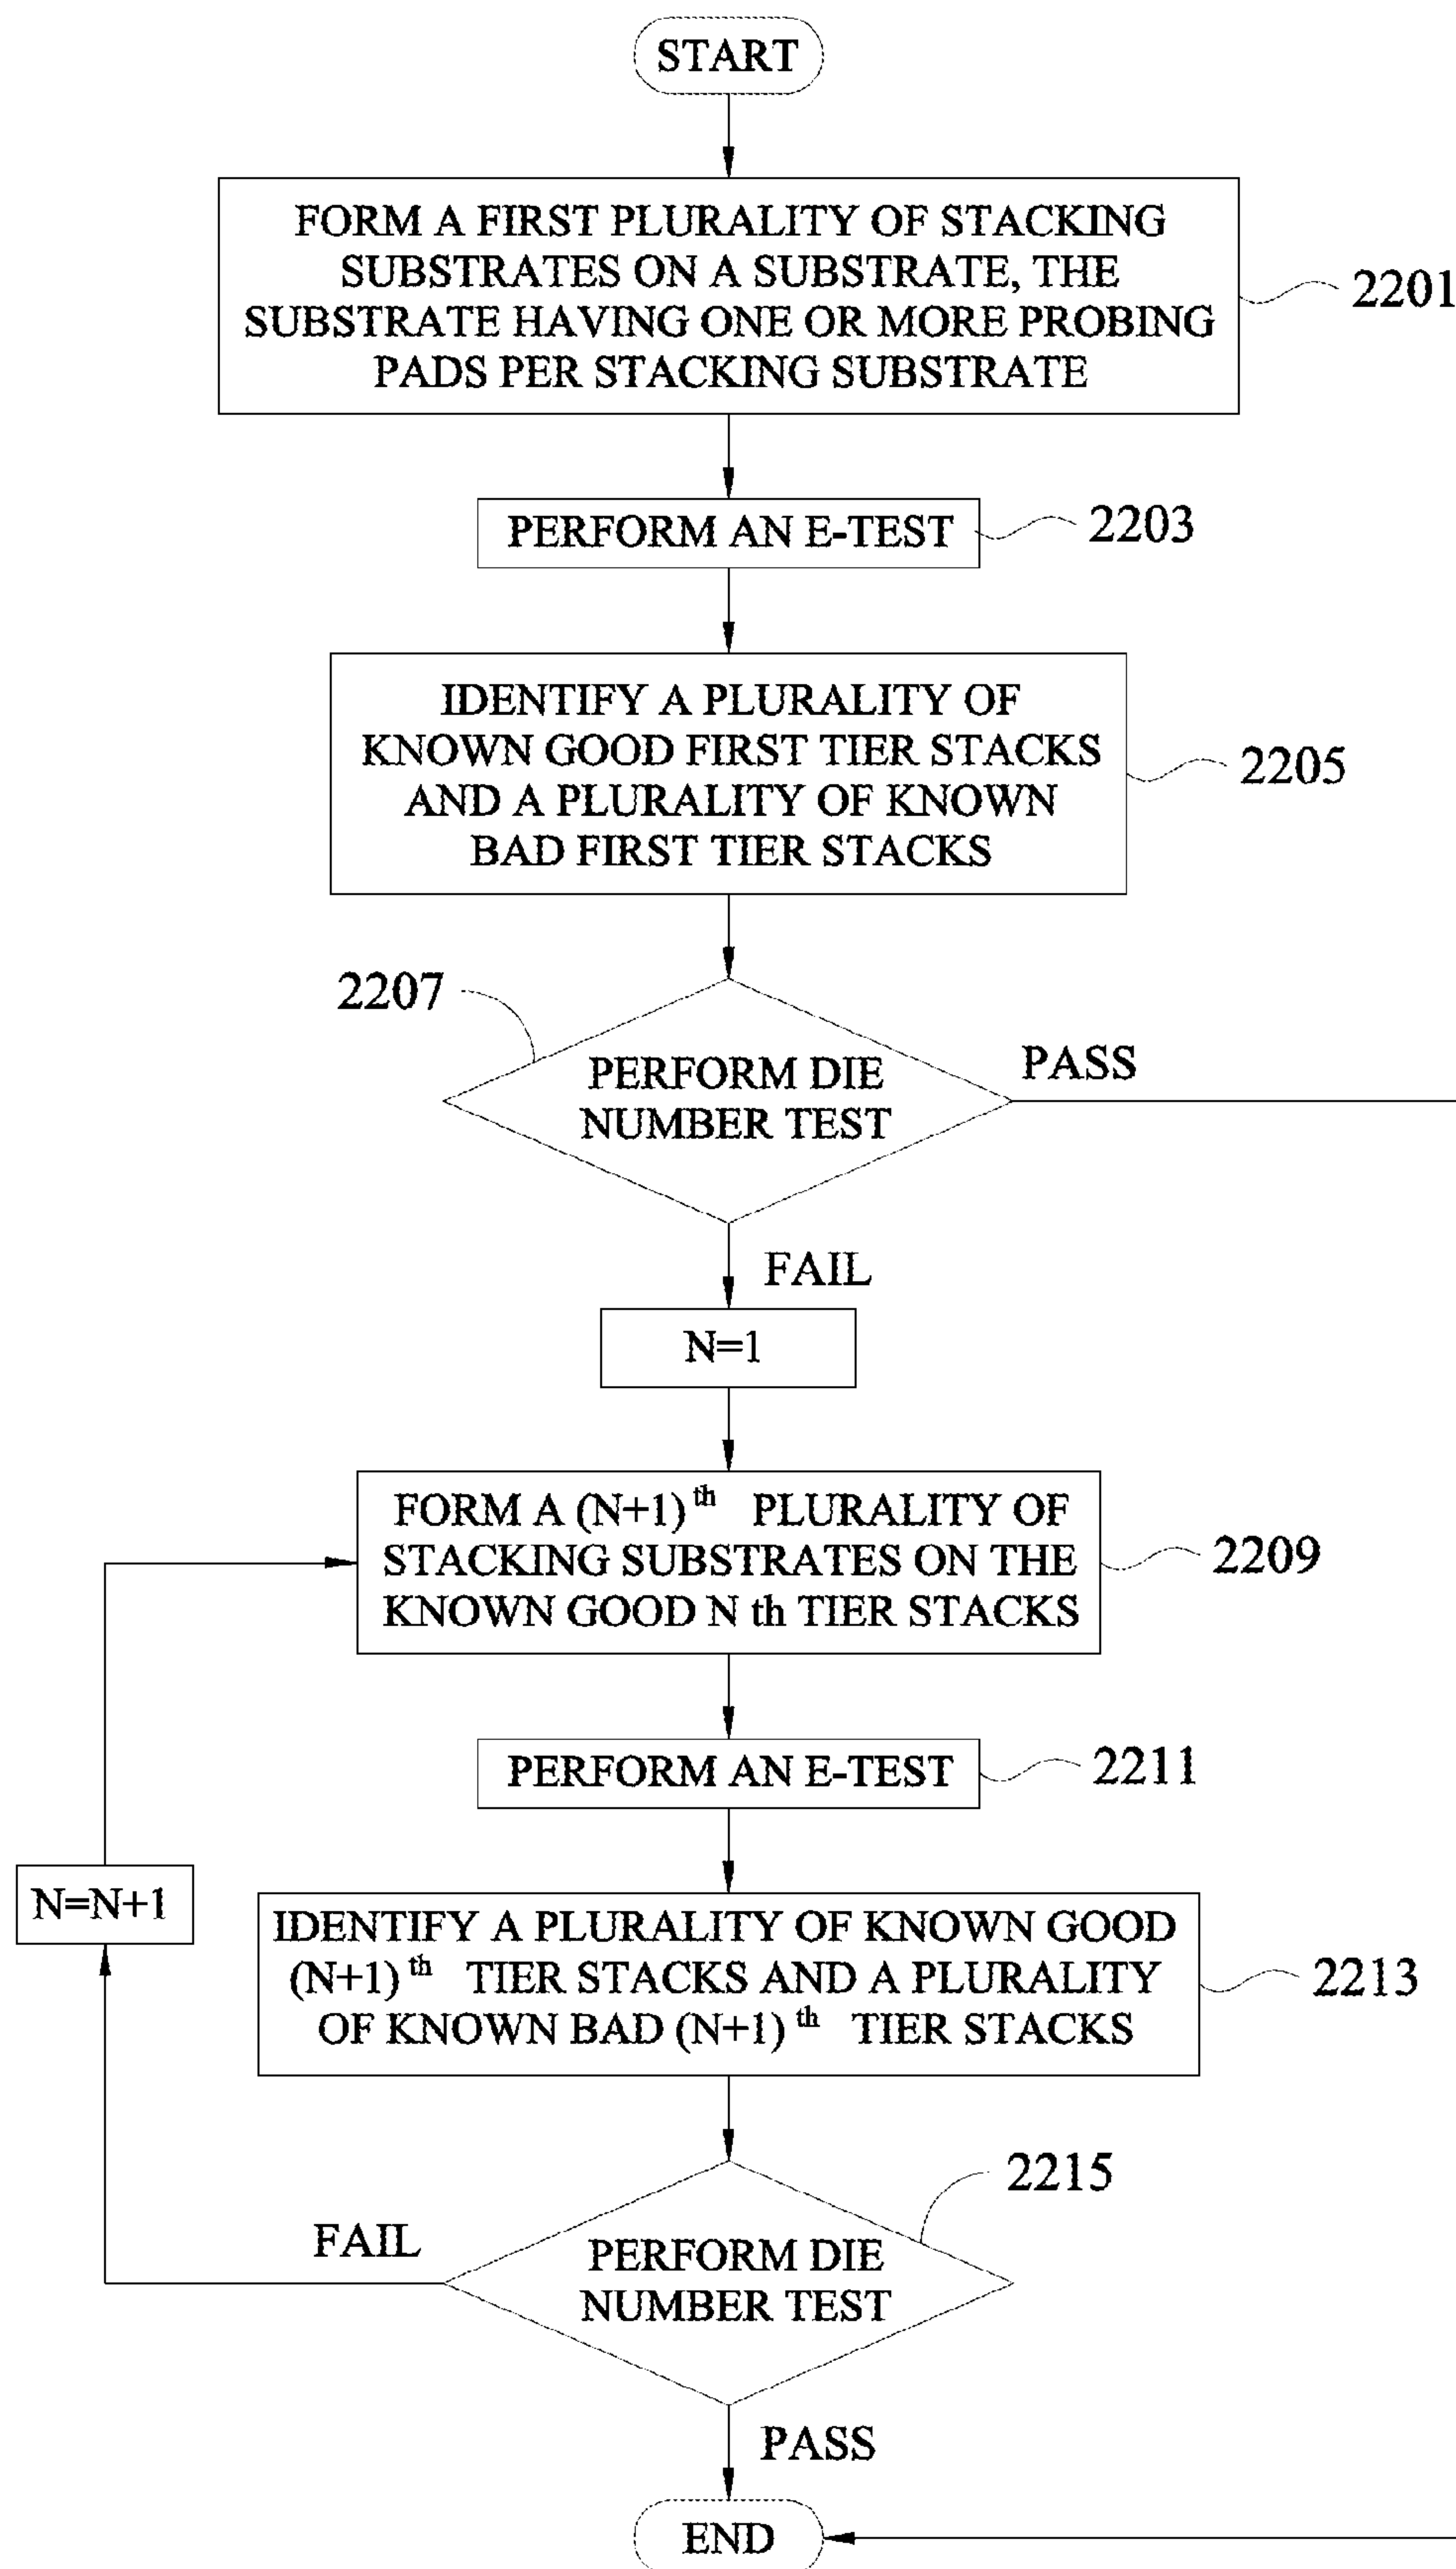 START
FORM A FIRST PLURALITY OF STACKING
SUBSTRATES ON A SUBSTRATE, THE
SUBSTRATE HAVING ONE OR MORE PROBING
PADS PER STACKING SUBSTRATE
2201
PERFORM AN E-TEST
2203
IDENTIFY A PLURALITY OF
KNOWN GOOD FIRST TIER STACKS
AND A PLURALITY OF KNOWN
BAD FIRST TIER STACKS
2205
2207
PERFORM DIE
NUMBER TEST
PASS
FAIL
N=1
FORM A (N+1)th PLURALITY OF
STACKING SUBSTRATES ON THE
KNOWN GOOD N th TIER STACKS
2209
PERFORM AN E-TEST
2211
N=N+1
IDENTIFY A PLURALITY OF KNOWN GOOD
(N+1)th TIER STACKS AND A PLURALITY
OF KNOWN BAD (N+1)th TIER STACKS
2213
2215
FAIL
PERFORM DIE
NUMBER TEST
PASS
END